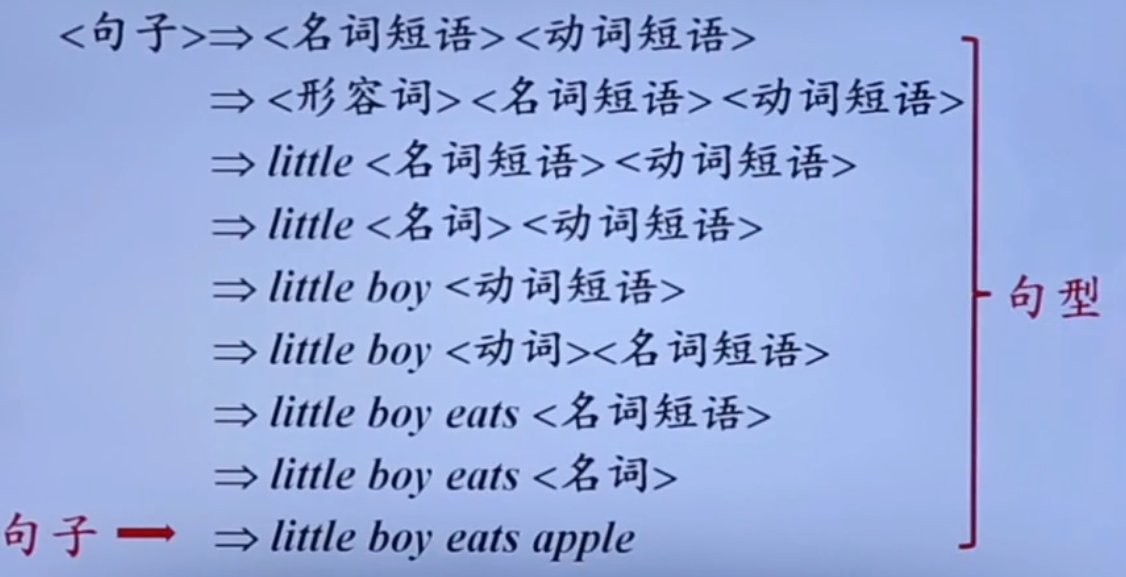 <句子>⇒<名词短语><动词短语>
⇒<形容词><名词短语><动词短语>
⇒little <名词短语><动词短语>
⇒little <名词><动词短语>
⇒little boy <动词短语>
句型
⇒little boy <动词><名词短语>
⇒little boy eats <名词短语>
⇒little boy eats <名词>
句子 ➡ ⇒little boy eats apple